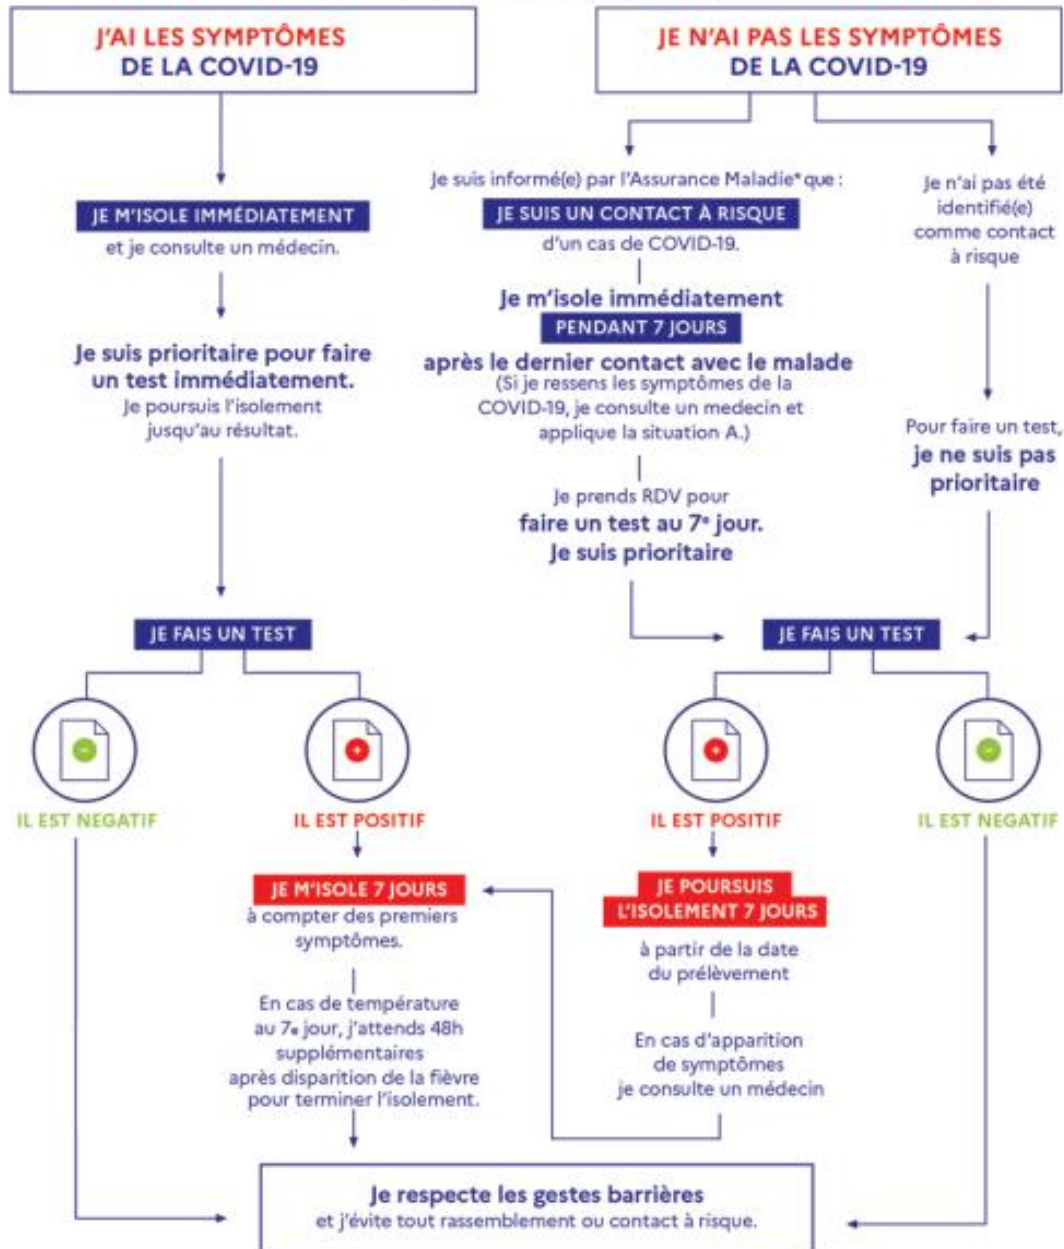 J'AI LES SYMPTÔMES
DE LA COVID-19
JE M'ISOLE IMMÉDIATEMENT
et je consulte un médecin.
Je suis prioritaire pour faire
un test immédiatement.
Je poursuis l'isolement
jusqu'au résultat.
JE FAIS UN TEST
IL EST NEGATIF
IL EST POSITIF
JE M'ISOLE 7 JOURS
à compter des premiers
symptômes.
En cas de température
au 7e jour, j'attends 48h
supplémentaires
après disparition de la fièvre
pour terminer l'isolement.
JE N'AI PAS LES SYMPTÔMES
DE LA COVID-19
Je suis informé(e) par l'Assurance Maladie* que :
JE SUIS UN CONTACT À RISQUE
d'un cas de COVID-19.
Je m'isole immédiatement
PENDANT 7 JOURS
après le dernier contact avec le malade
(Si je ressens les symptômes de la
COVID-19, je consulte un medecin et
applique la situation A.)
Je prends RDV pour
faire un test au 7e jour.
Je suis prioritaire
Je n'ai pas été
identifié(e)
comme contact
à risque
Pour faire un test,
je ne suis pas
prioritaire
JE FAIS UN TEST
IL EST POSITIF
IL EST NEGATIF
JE POURSUIS
L'ISOLEMENT 7 JOURS
à partir de la date
du prélèvement
En cas d'apparition
de symptômes
je consulte un médecin
Je respecte les gestes barrières
et j'évite tout rassemblement ou contact à risque.